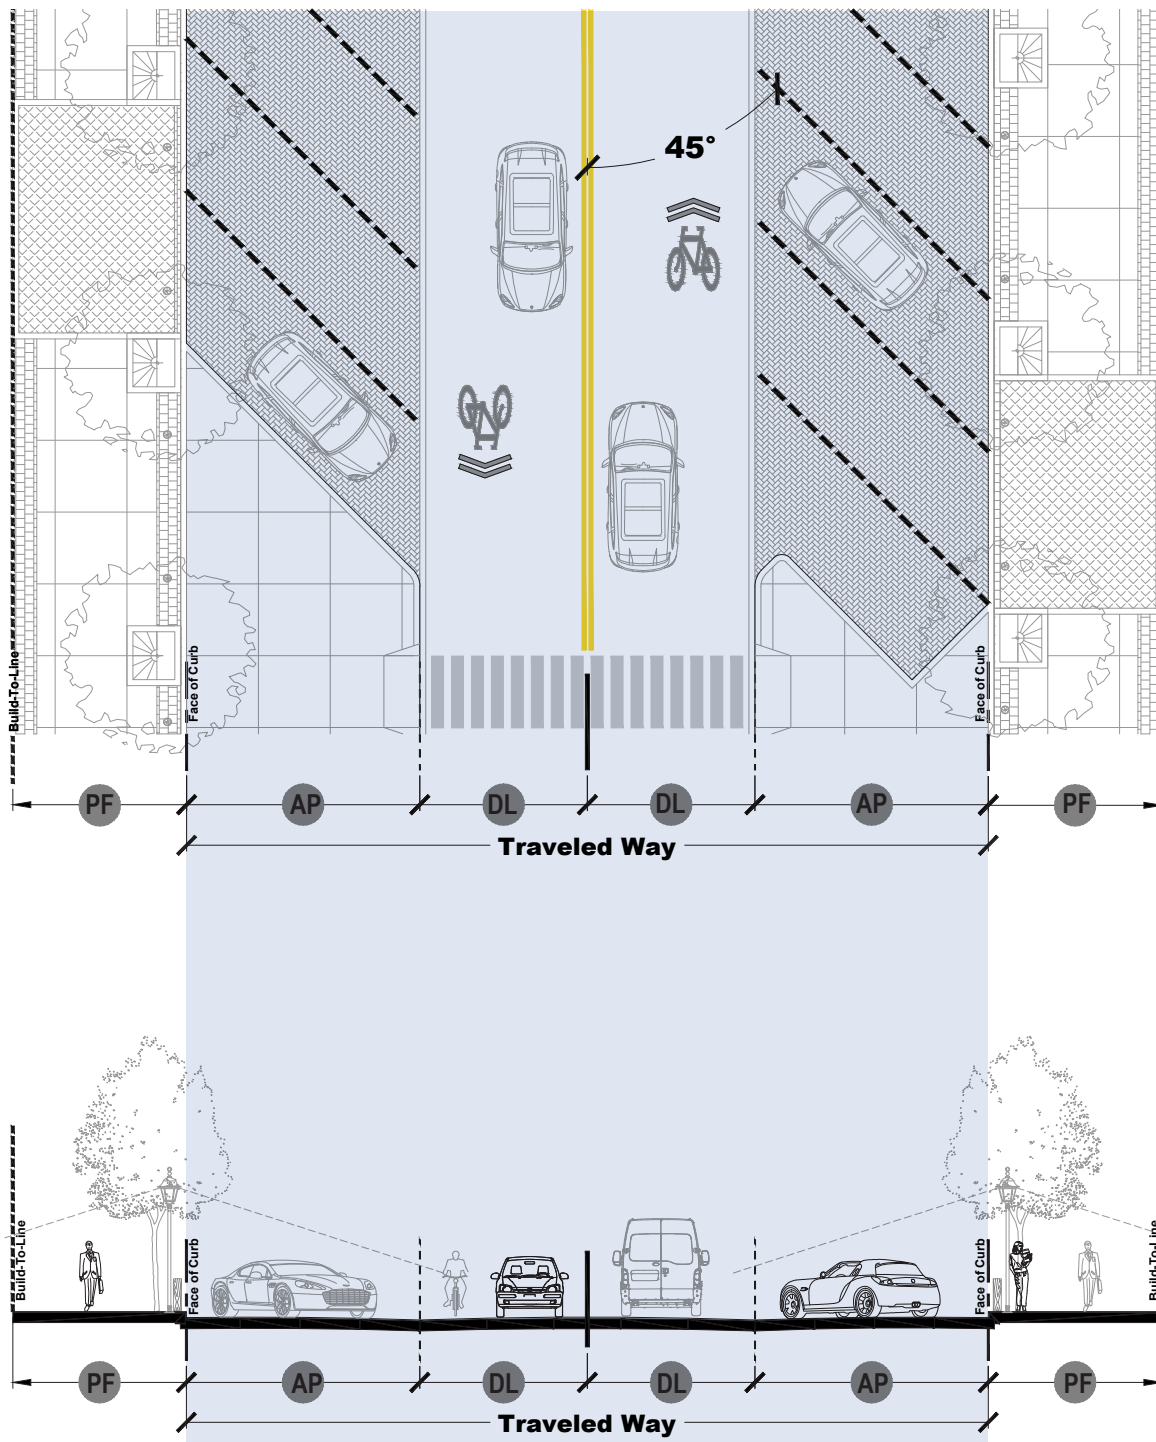 45°
Build-To-Line
Face of Curb
Face of Curb
PF
AP
DL
DL
AP
PF
Traveled Way
Build-To-Line
Face of Curb
Face of Curb
Build-To-Line
PF
AP
DL
DL
AP
PF
Traveled Way